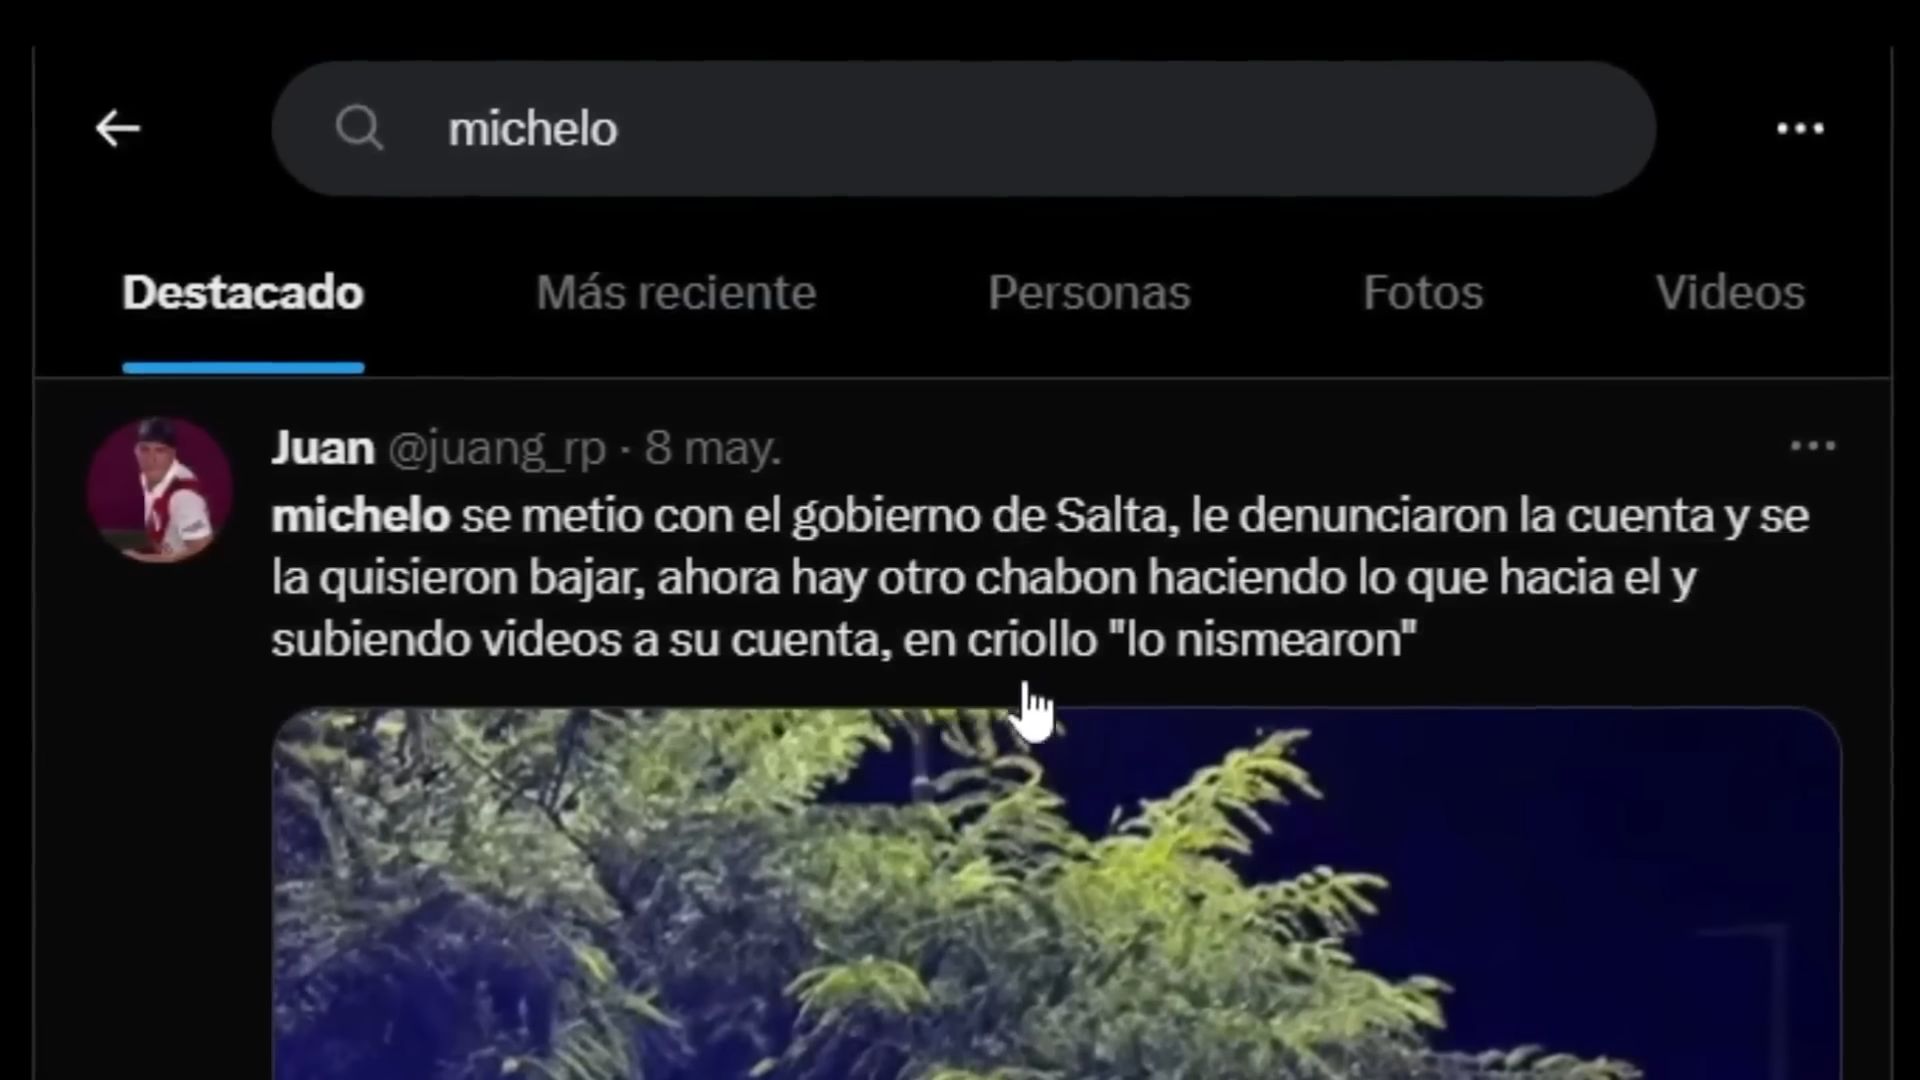 michelo
Destacado Más reciente Personas Fotos Videos
Juan @juang_rp · 8 may.
michelo se metio con el gobierno de Salta, le denunciaron la cuenta y se
la quisieron bajar, ahora hay otro chabon haciendo lo que hacia el y
subiendo videos a su cuenta, en criollo "lo nismearon"